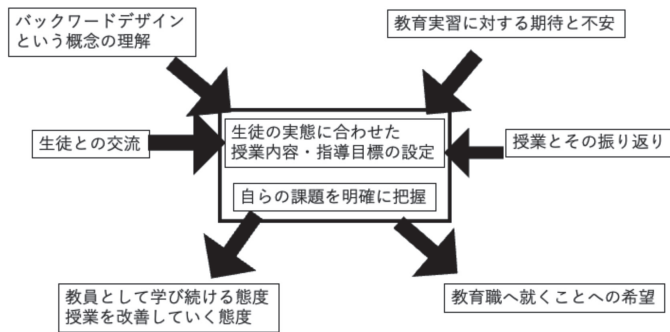 バックワードデザイン
という概念の理解
教育実習に対する期待と不安
生徒との交流
生徒の実態に合わせた
授業内容・指導目標の設定
授業とその振り返り
自らの課題を明確に把握
教員として学び続ける態度
授業を改善していく態度
教育職へ就くことへの希望